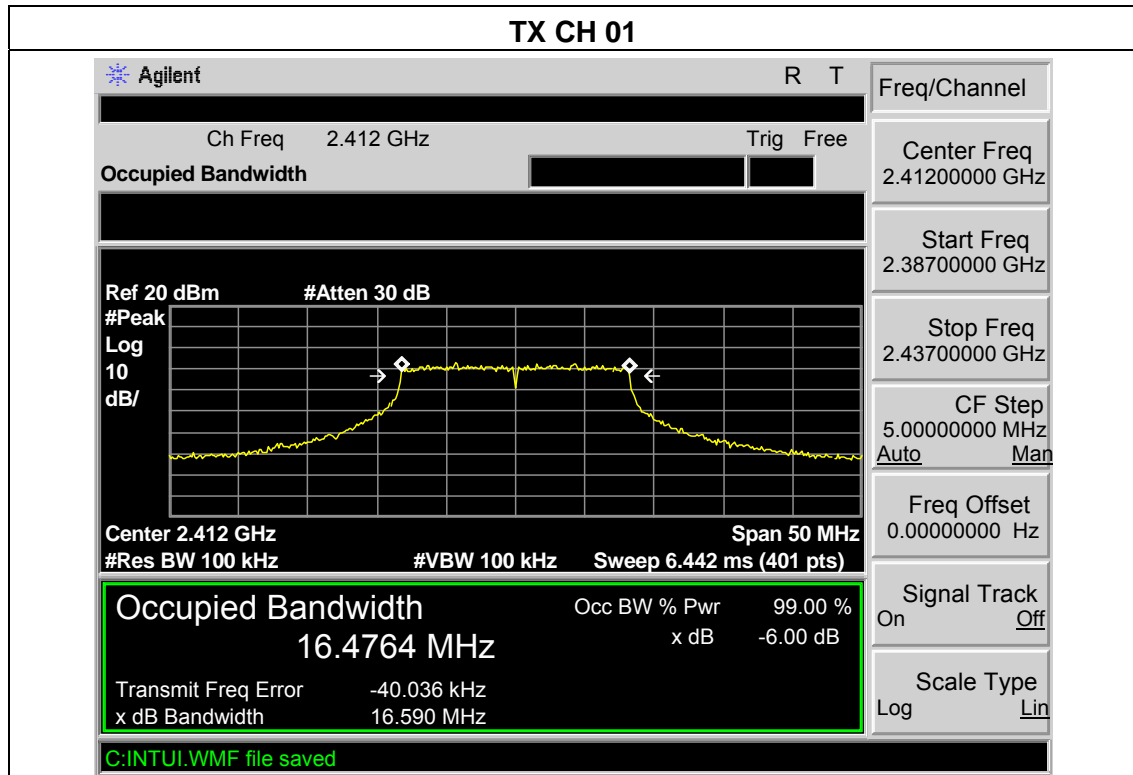 TX CH 01
Agilent R T
Ch Freq 2.412 GHz Trig Free
Occupied Bandwidth
Ref 20 dBm #Atten 30 dB
#Peak
Log
10
dB/
Center 2.412 GHz Span 50 MHz
#Res BW 100 kHz #VBW 100 kHz Sweep 6.442 ms (401 pts)
Occupied Bandwidth Occ BW % Pwr 99.00 %
16.4764 MHz x dB -6.00 dB
Transmit Freq Error -40.036 kHz
x dB Bandwidth 16.590 MHz
C:INTUI.WMF file saved
Freq/Channel
Center Freq
2.41200000 GHz
Start Freq
2.38700000 GHz
Stop Freq
2.43700000 GHz
CF Step
5.00000000 MHz
Auto Man
Freq Offset
0.00000000 Hz
Signal Track
On Off
Scale Type
Log Lin